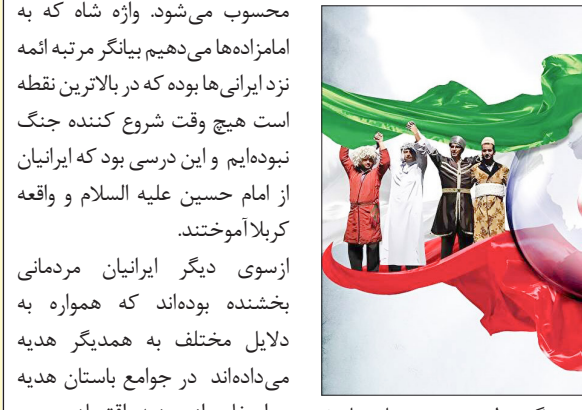 محسوب می‌شود. واژه شاه که به
امامزاده‌ها می‌دهیم بیانگر مرتبه ائمه
نزد ایرانی‌ها بوده که در بالاترین نقطه
است هیچ وقت شروع کننده جنگ
نبوده‌ایم و این درسی بود که ایرانیان
از امام حسین علیه السلام و واقعه
کربلا آموختند.
ازسوی دیگر ایرانیان مردمانی
بخشنده بوده‌اند که همواره به
دلایل مختلف به همدیگر هدیه
می‌داده‌اند در جوامع باستان هدیه